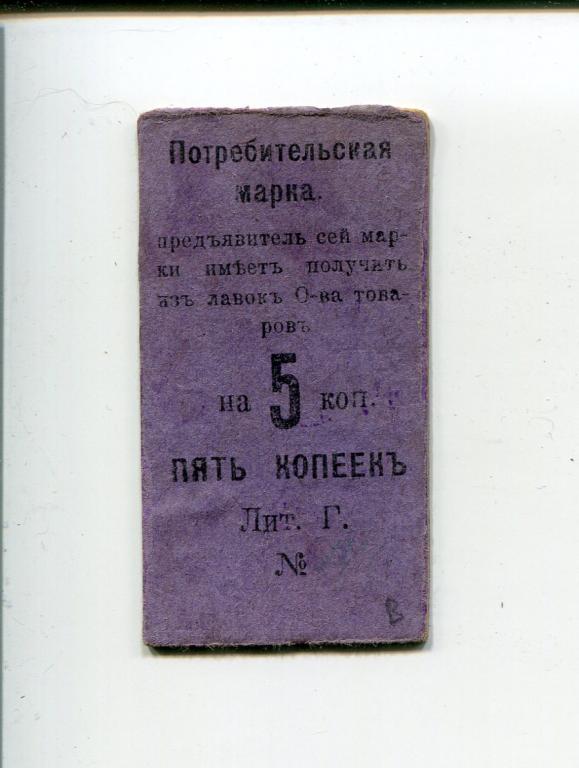 Потребительская
марка.
предъявитель сей мар-
ки имѣетъ получить
изъ лавокъ О-ва това-
ровъ
на 5 коп.
ПЯТЬ КОПЕЕКЪ
Лит. Г.
№
В